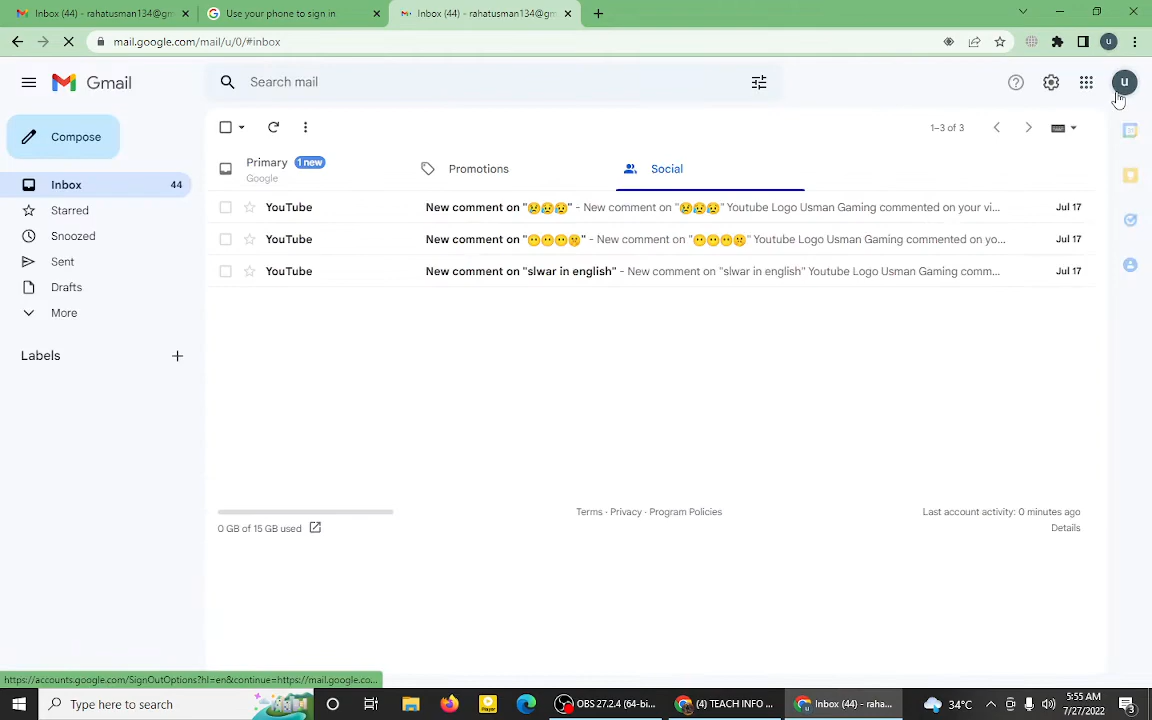 Inbox (44) - rahatusman134@gm
Use your phone to sign in
Inbox (44) - rahatusman134@gm
mail.google.com/mail/u/0/#inbox
u
Gmail
Search mail
u
Compose
1–3 of 3
Primary 1 new
Google
Promotions
Social
Inbox 44
Starred
Snoozed
Sent
Drafts
More
Labels
YouTube New comment on "😢😥😥" - New comment on "😢😥😥" Youtube Logo Usman Gaming commented on your vi... Jul 17
YouTube New comment on "😶😶😶🤫" - New comment on "😶😶😶🤫" Youtube Logo Usman Gaming commented on yo... Jul 17
YouTube New comment on "slwar in english" - New comment on "slwar in english" Youtube Logo Usman Gaming comm... Jul 17
0 GB of 15 GB used
Terms · Privacy · Program Policies
Last account activity: 0 minutes ago
Details
https://accounts.google.com/SignOutOptions?hl=en&continue=https://mail.google.co...
Type here to search
Player
OBS 27.2.4 (64-bi...
(4) TEACH INFO ...
Inbox (44) - raha...
34°C
5:55 AM
7/27/2022
3